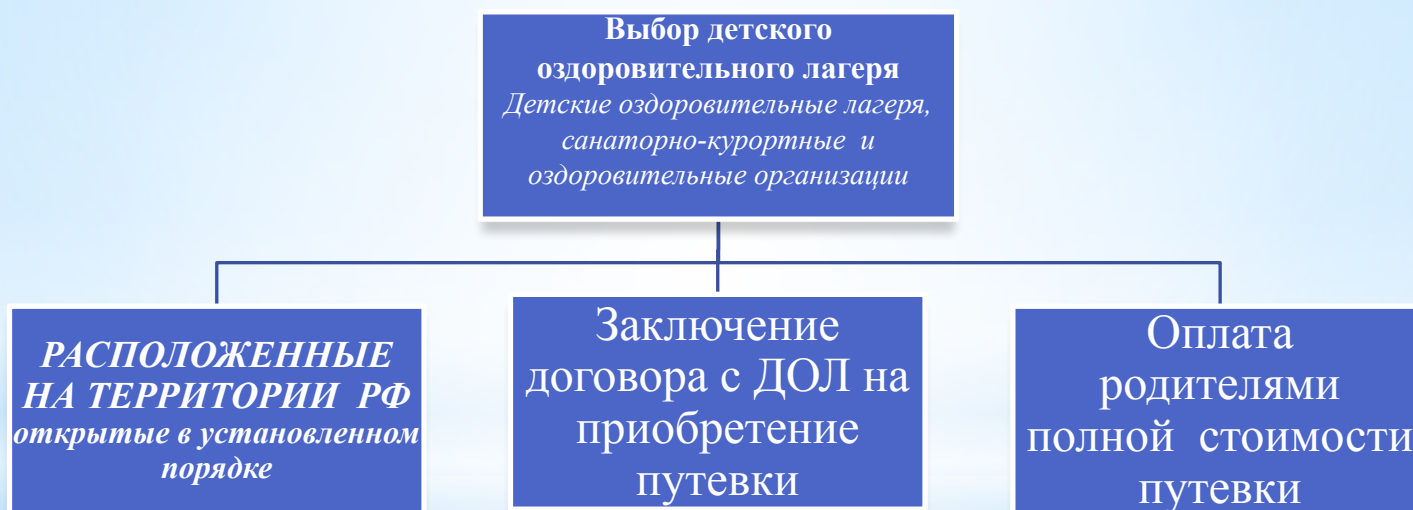 Выбор детского
оздоровительного лагеря
Детские оздоровительные лагеря,
санаторно-курортные и
оздоровительные организации
РАСПОЛОЖЕННЫЕ
НА ТЕРРИТОРИИ РФ
открытые в установленном
порядке
Заключение
договора с ДОЛ на
приобретение
путевки
Оплата
родителями
полной стоимости
путевки